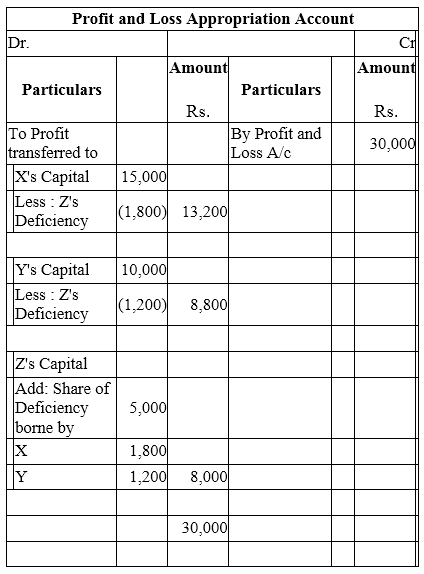 Profit and Loss Appropriation Account
Dr. Cr
Particulars Amount Rs. Particulars Amount Rs.
To Profit transferred to By Profit and Loss A/c 30,000
X's Capital 15,000
Less : Z's Deficiency (1,800) 13,200
Y's Capital 10,000
Less : Z's Deficiency (1,200) 8,800
Z's Capital
Add: Share of Deficiency borne by 5,000
X 1,800
Y 1,200 8,000
30,000